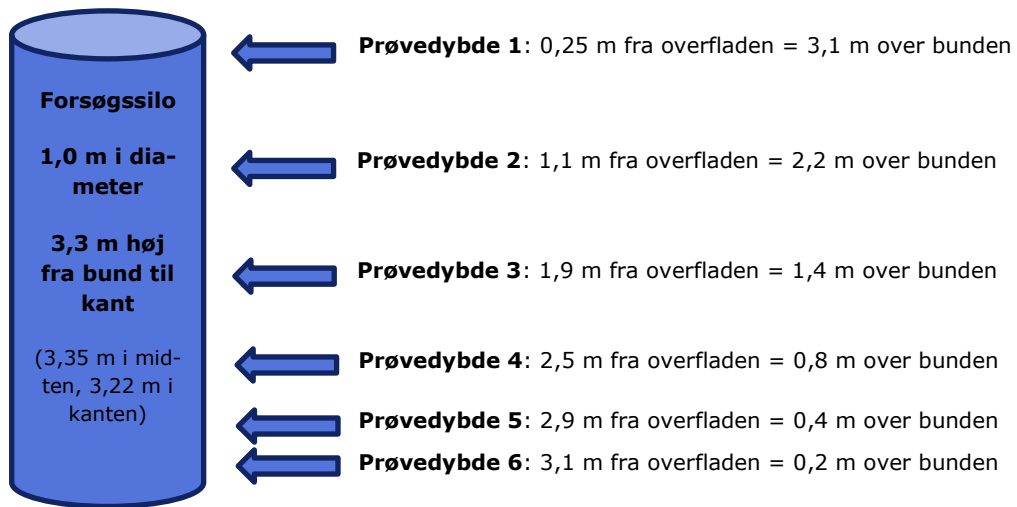 Forsøgssilo
1,0 m i dia-
meter
3,3 m høj
fra bund til
kant
(3,35 m i mid-
ten, 3,22 m i
kanten)
Prøvedybde 1: 0,25 m fra overfladen = 3,1 m over bunden
Prøvedybde 2: 1,1 m fra overfladen = 2,2 m over bunden
Prøvedybde 3: 1,9 m fra overfladen = 1,4 m over bunden
Prøvedybde 4: 2,5 m fra overfladen = 0,8 m over bunden
Prøvedybde 5: 2,9 m fra overfladen = 0,4 m over bunden
Prøvedybde 6: 3,1 m fra overfladen = 0,2 m over bunden